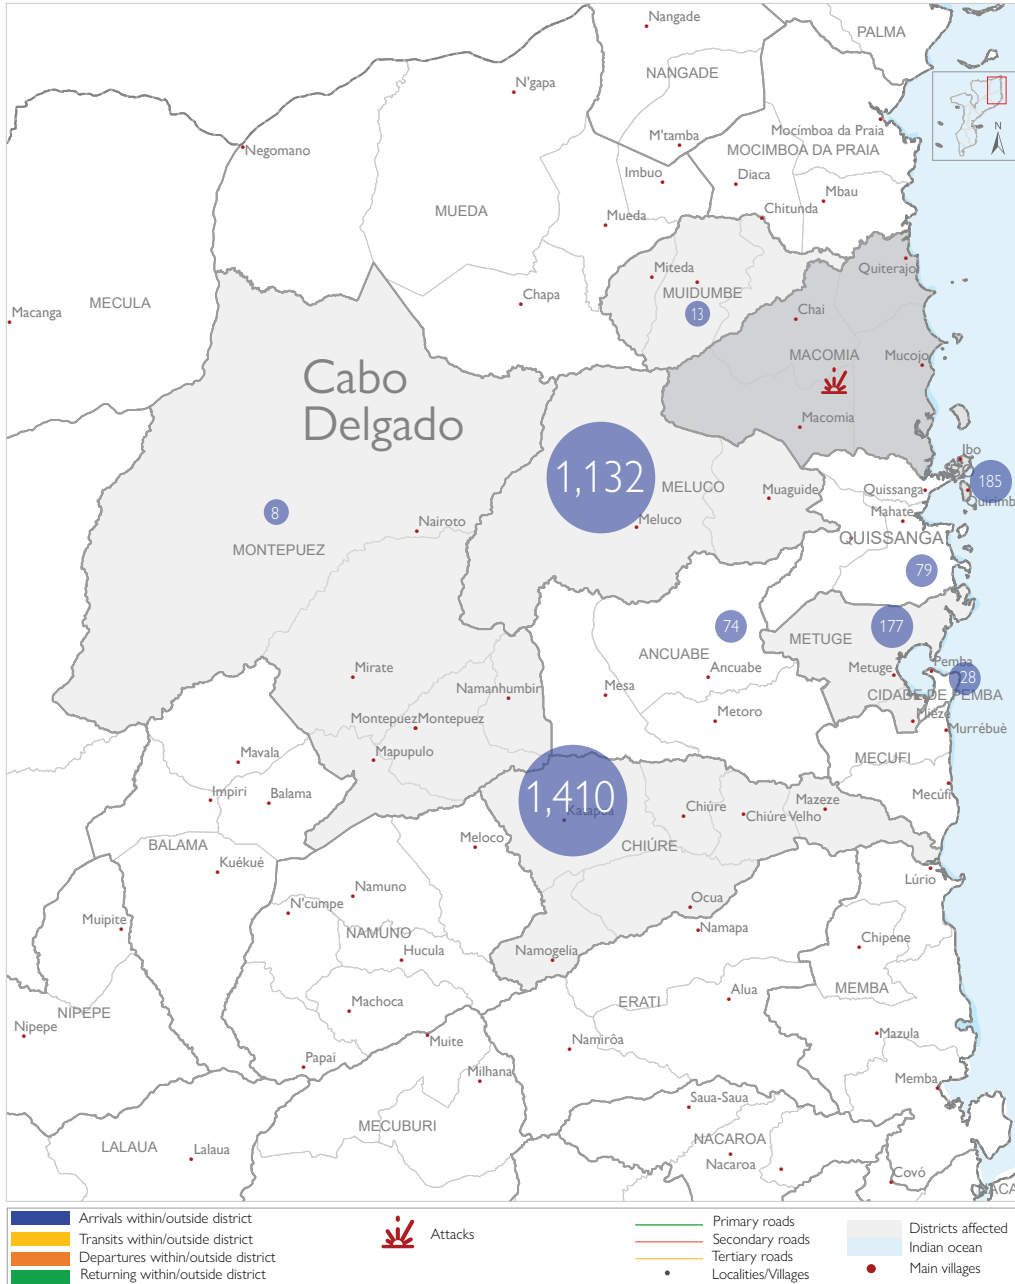 Nangade
PALMA
N'gapa
NANGADE
N
M'tamba
Mocímboa da Praia
MOCIMBOA DA PRAIA
Negomano
Imbuo
Diaca
Mbau
MUEDA
Mueda
Chitunda
Miteda
Quiterajo
MUIDUMBE
MECULA
Chapa
Macanga
13
Chai
Cabo
Delgado
MACOMIA
Mucojo
Macomia
Ibo
1,132
MELUCO
Muaguide
Quissanga
185
Quirimb
8
Nairoto
Meluco
Mahate
MONTEPUEZ
QUISSANGA
79
74
177
METUGE
ANCUABE
Mirate
Ancuabe
Metuge
Pemba
28
Namanhumbir
Mesa
CIDADE DE PEMBA
Montepuez
Montepuez
Metoro
Mieze
Murrébuè
Mavala
Mapupulo
MECUFI
Impiri
Balama
1,410
Katapua
Chiúre
Chiúre Velho
Mazeze
Mecúfi
BALAMA
Meloco
CHIÚRE
Kuékué
Lúrio
Namuno
N'cumpe
Ocua
Muipite
NAMUNO
Namapa
Chipene
Hucula
Namogelia
MEMBA
Alua
ERATI
Machoca
NIPEPE
Nipepe
Muite
Namirôa
Mazula
Papai
Milhana
Memba
Saua-Saua
MECUBURI
LALAUA
Lalaua
NACAROA
Nacaroa
Covó
NACA
Arrivals within/outside district
Transits within/outside district
Departures within/outside district
Returning within/outside district
Attacks
Primary roads
Secondary roads
Tertiary roads
Localities/Villages
Districts affected
Indian ocean
Main villages